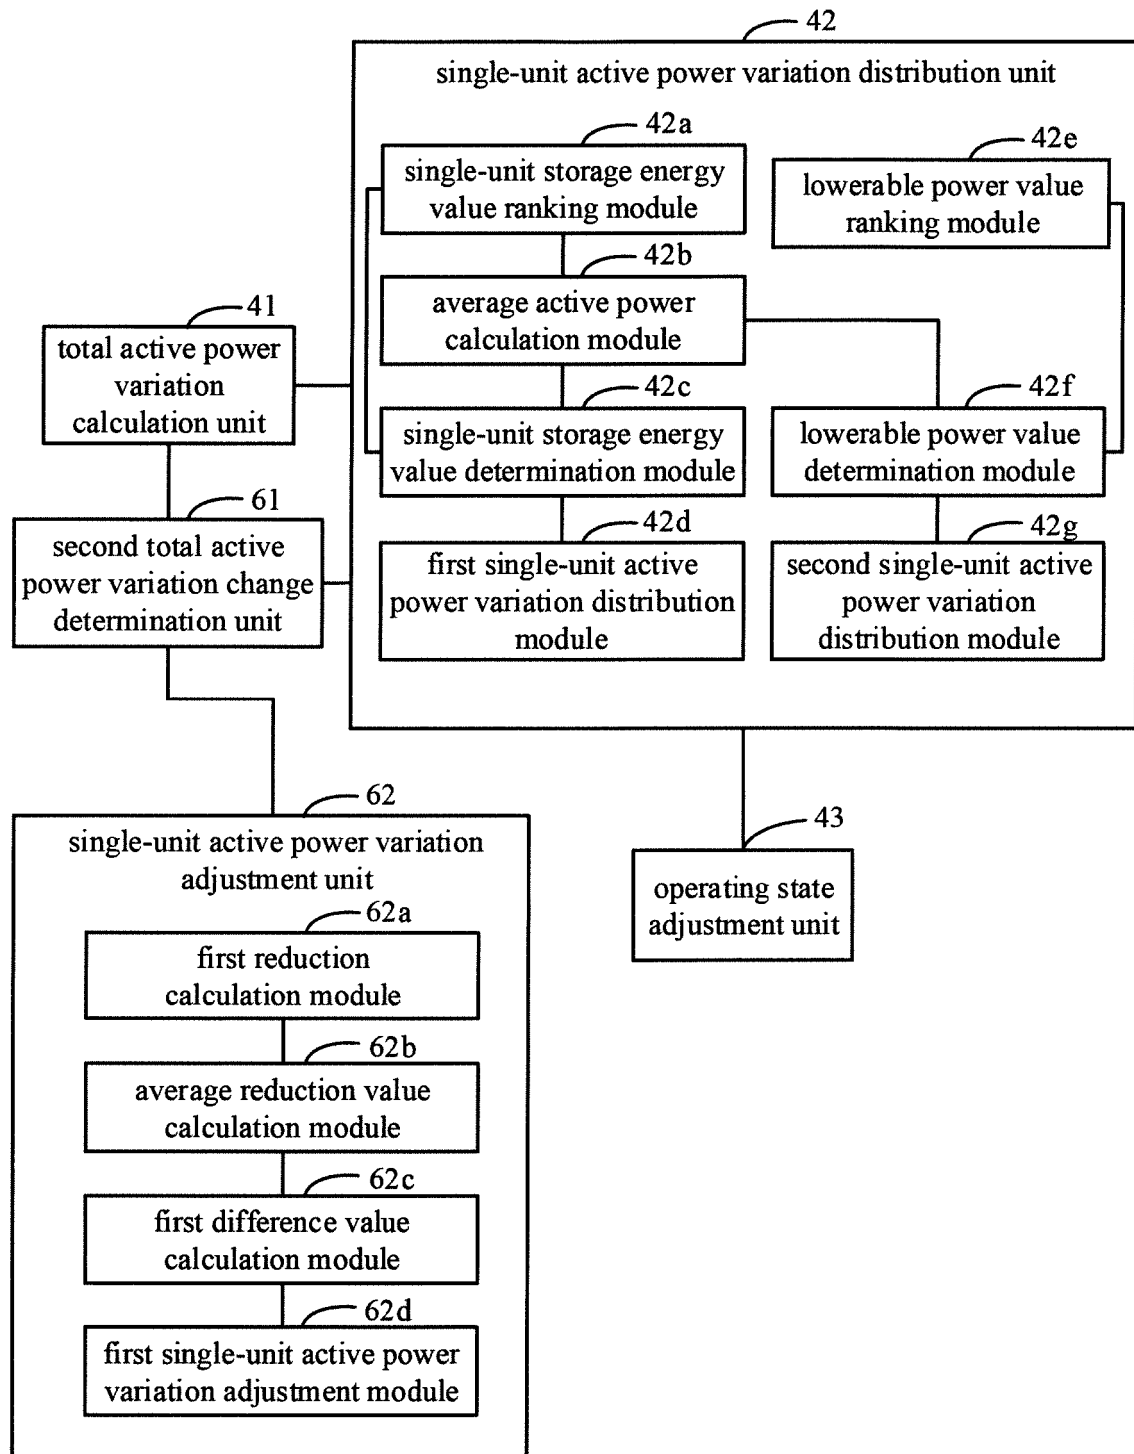 42
single-unit active power variation distribution unit
42a
single-unit storage energy
value ranking module
42e
lowerable power value
ranking module
42b
average active power
calculation module
41
total active power
variation
calculation unit
42c
single-unit storage energy
value determination module
42f
lowerable power value
determination module
61
second total active
power variation change
determination unit
42d
first single-unit active
power variation distribution
module
42g
second single-unit active
power variation
distribution module
62
single-unit active power variation
adjustment unit
43
operating state
adjustment unit
62a
first reduction
calculation module
62b
average reduction value
calculation module
62c
first difference value
calculation module
62d
first single-unit active power
variation adjustment module